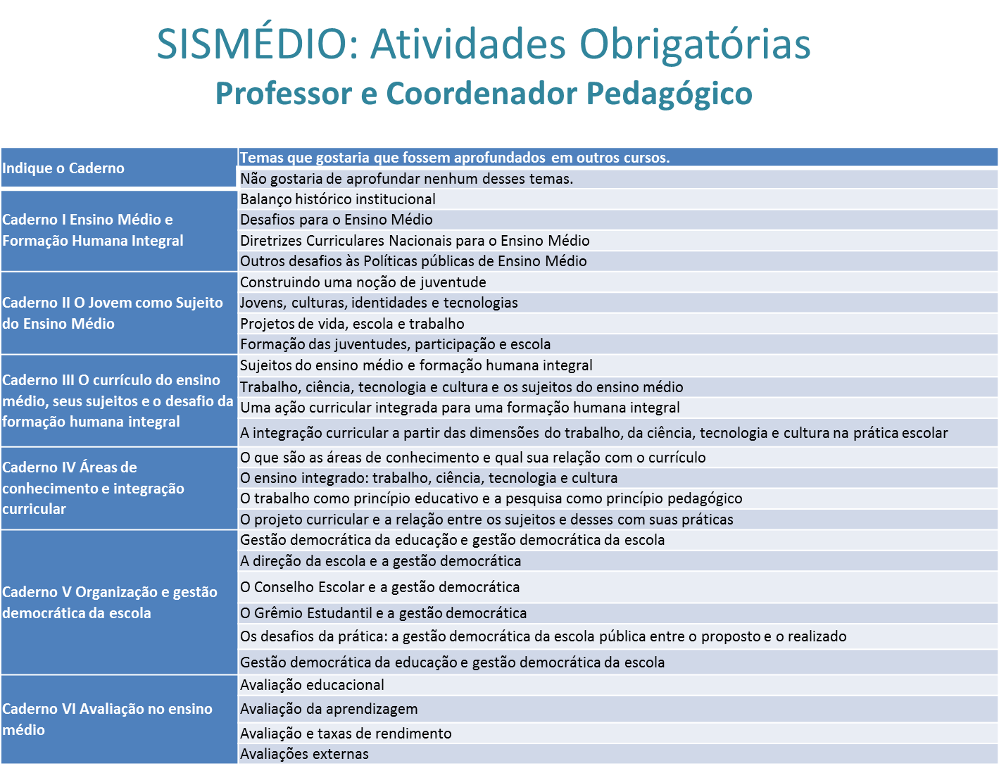 SISMÉDIO: Atividades Obrigatórias
Professor e Coordenador Pedagógico
Indique o Caderno
Temas que gostaria que fossem aprofundados em outros cursos.
Não gostaria de aprofundar nenhum desses temas.
Caderno I Ensino Médio e
Formação Humana Integral
Balanço histórico institucional
Desafios para o Ensino Médio
Diretrizes Curriculares Nacionais para o Ensino Médio
Outros desafios às Políticas públicas de Ensino Médio
Caderno II O Jovem como Sujeito
do Ensino Médio
Construindo uma noção de juventude
Jovens, culturas, identidades e tecnologias
Projetos de vida, escola e trabalho
Formação das juventudes, participação e escola
Caderno III O currículo do ensino
médio, seus sujeitos e o desafio da
formação humana integral
Sujeitos do ensino médio e formação humana integral
Trabalho, ciência, tecnologia e cultura e os sujeitos do ensino médio
Uma ação curricular integrada para uma formação humana integral
A integração curricular a partir das dimensões do trabalho, da ciência, tecnologia e cultura na prática escolar
Caderno IV Áreas de
conhecimento e integração
curricular
O que são as áreas de conhecimento e qual sua relação com o currículo
O ensino integrado: trabalho, ciência, tecnologia e cultura
O trabalho como princípio educativo e a pesquisa como princípio pedagógico
O projeto curricular e a relação entre os sujeitos e desses com suas práticas
Caderno V Organização e gestão
democrática da escola
Gestão democrática da educação e gestão democrática da escola
A direção da escola e a gestão democrática
O Conselho Escolar e a gestão democrática
O Grêmio Estudantil e a gestão democrática
Os desafios da prática: a gestão democrática da escola pública entre o proposto e o realizado
Gestão democrática da educação e gestão democrática da escola
Caderno VI Avaliação no ensino
médio
Avaliação educacional
Avaliação da aprendizagem
Avaliação e taxas de rendimento
Avaliações externas